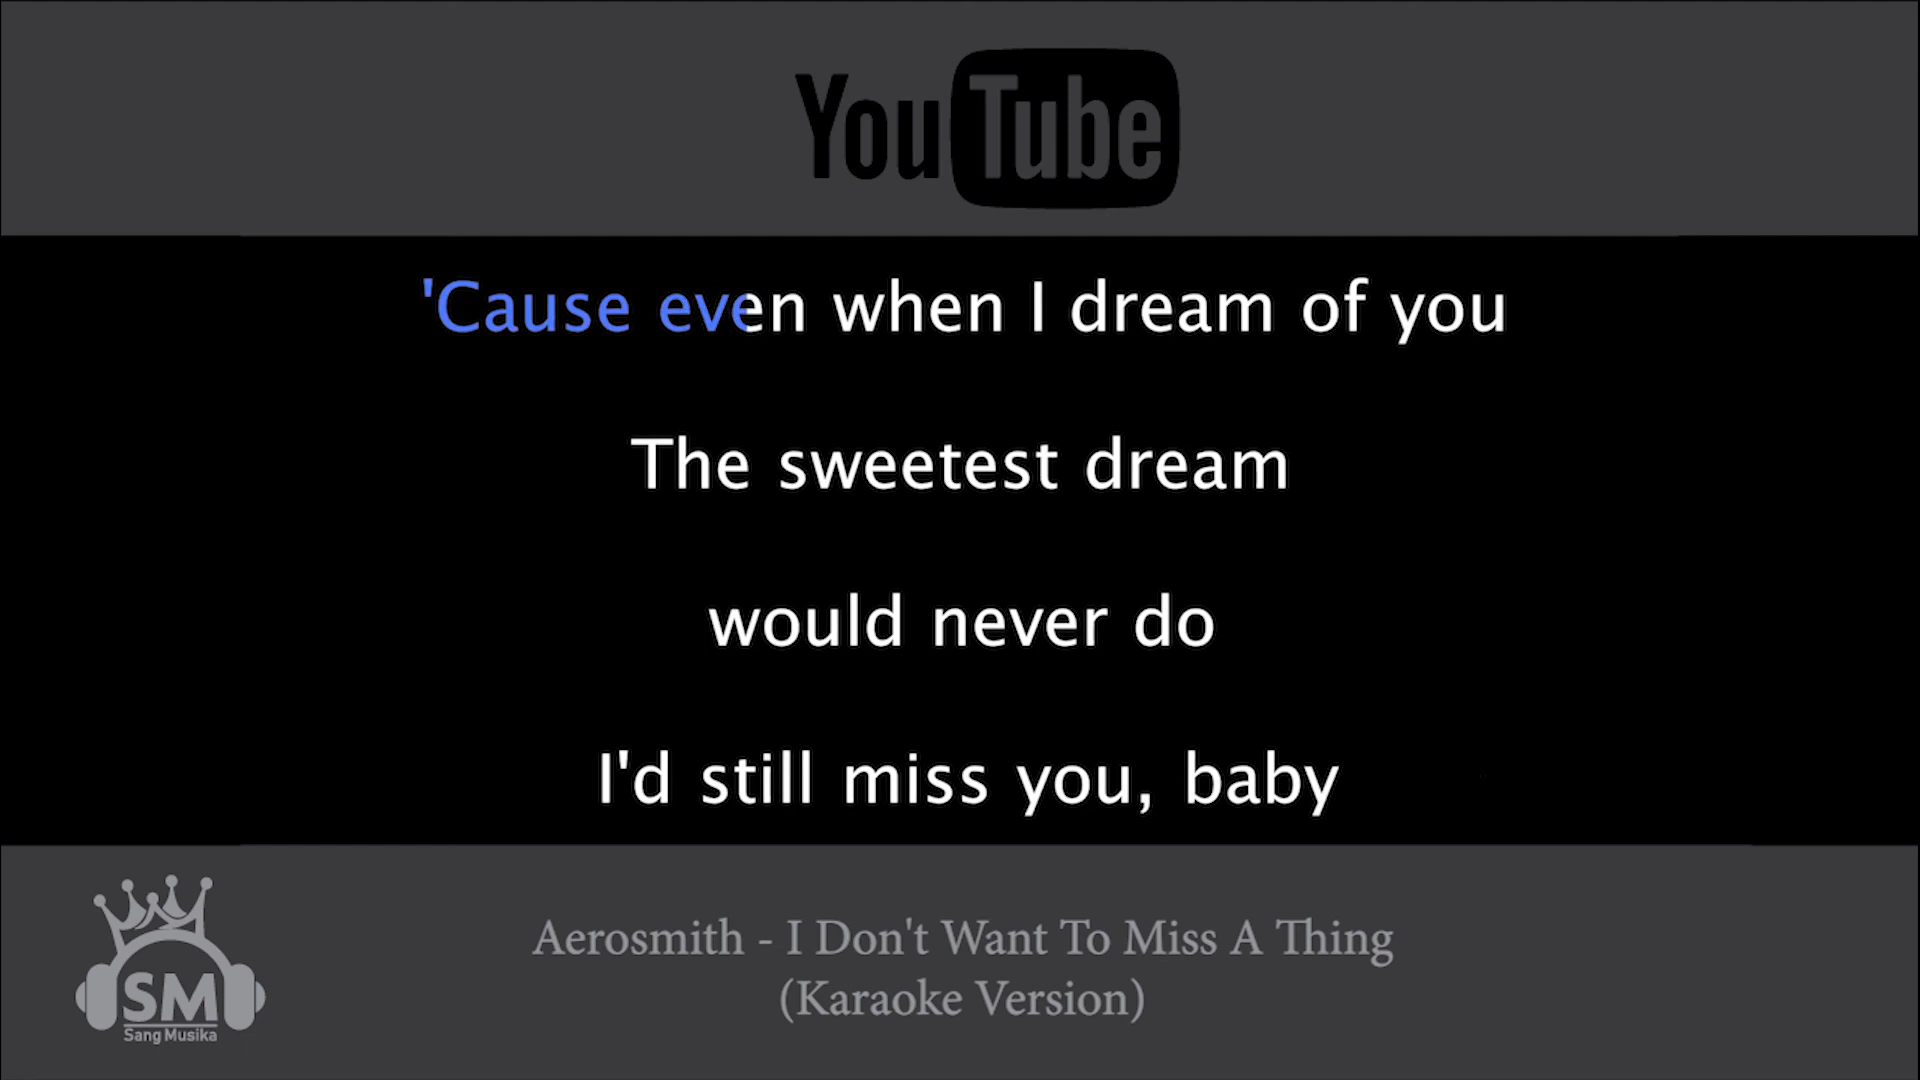 YouTube
'Cause even when I dream of you
The sweetest dream
would never do
I'd still miss you, baby
Aerosmith - I Don't Want To Miss A Thing
(Karaoke Version)
SM
Sang Musika